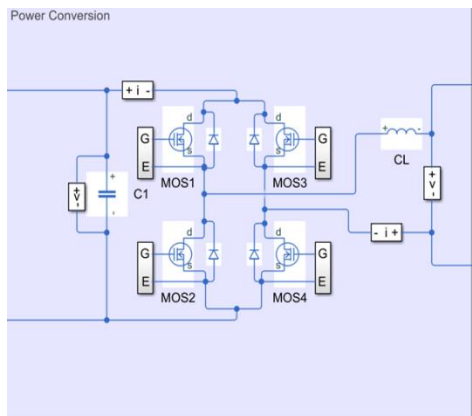 Power Conversion
+ i -
d
d
G
G
s
s
E
E
MOS1
MOS3
+ -
CL
+
+ v -
C1
-
+ v -
d
d
- i +
G
G
s
s
E
E
MOS2
MOS4